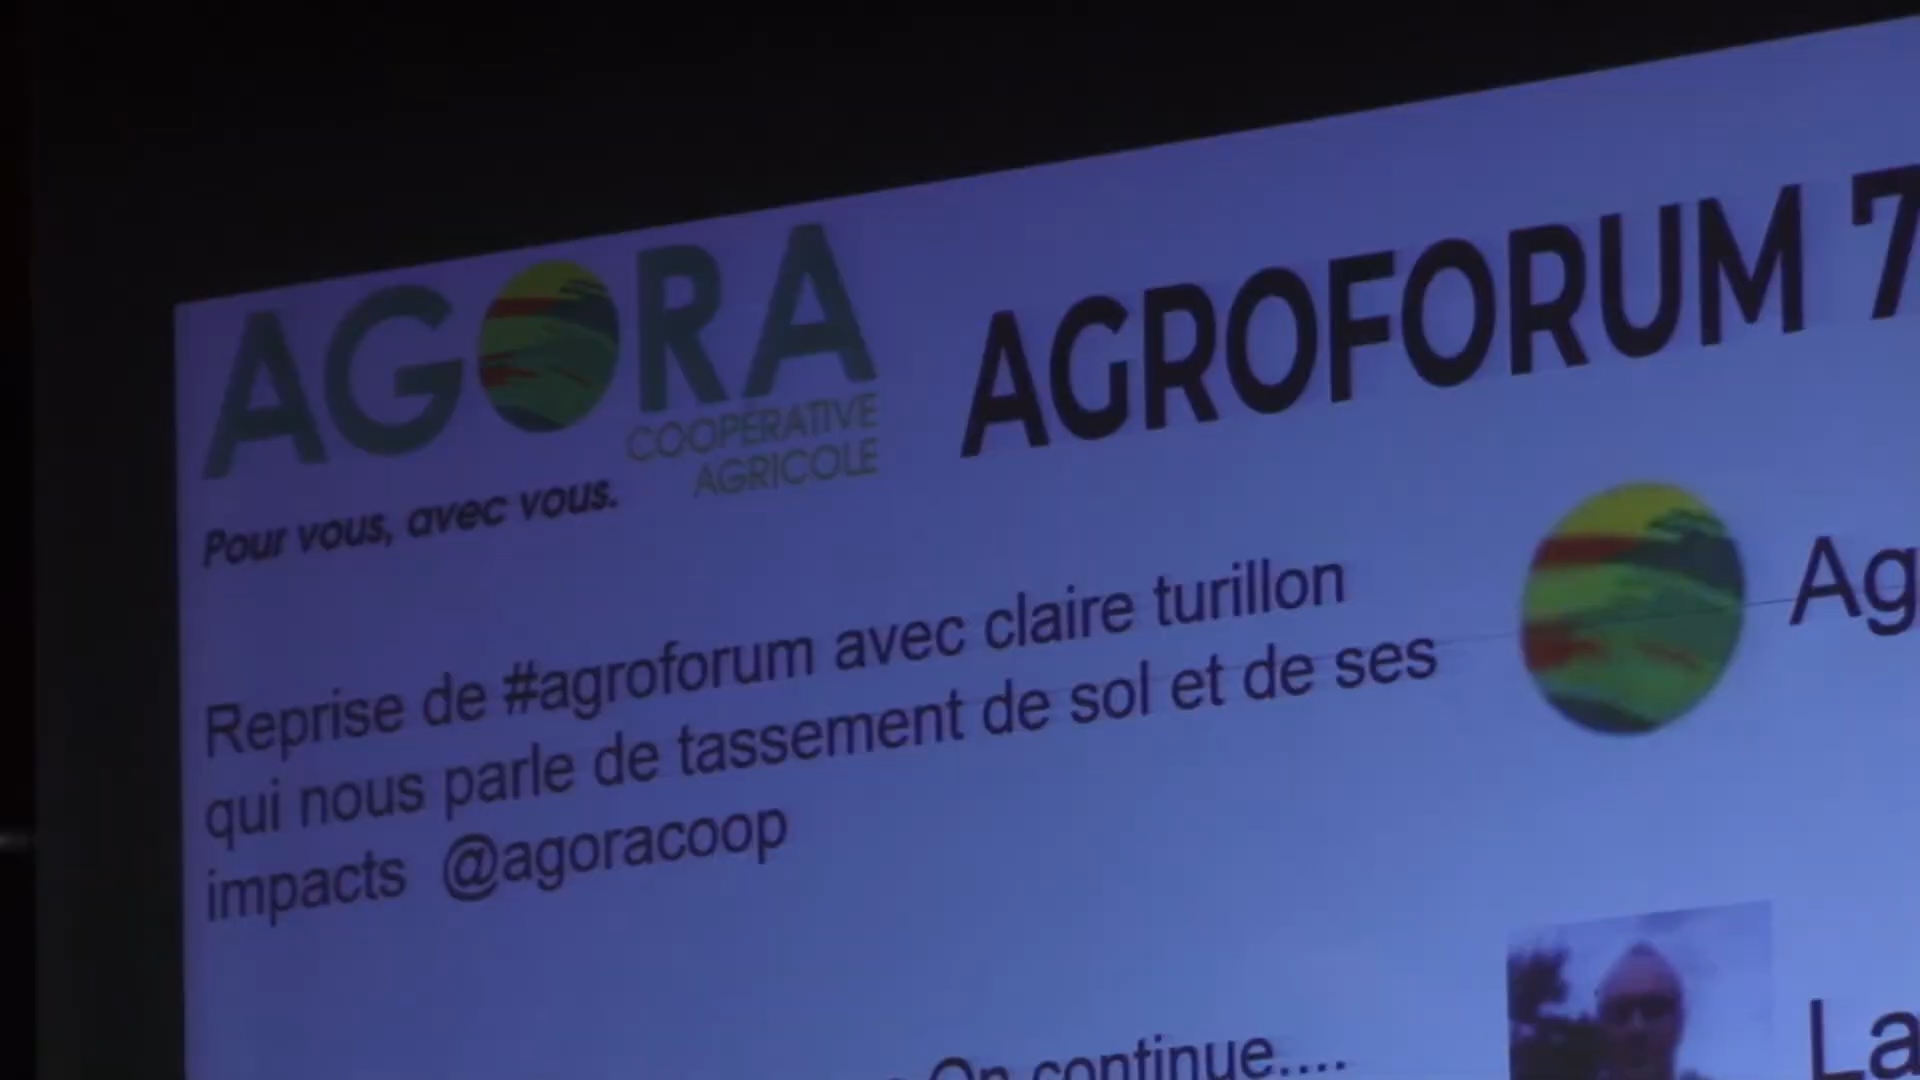 AGORA
COOPÉRATIVE
AGRICOLE
Pour vous, avec vous.
AGROFORUM 7
Reprise de #agroforum avec claire turillon
qui nous parle de tassement de sol et de ses
impacts @agoracoop
Ag
On continue....
La